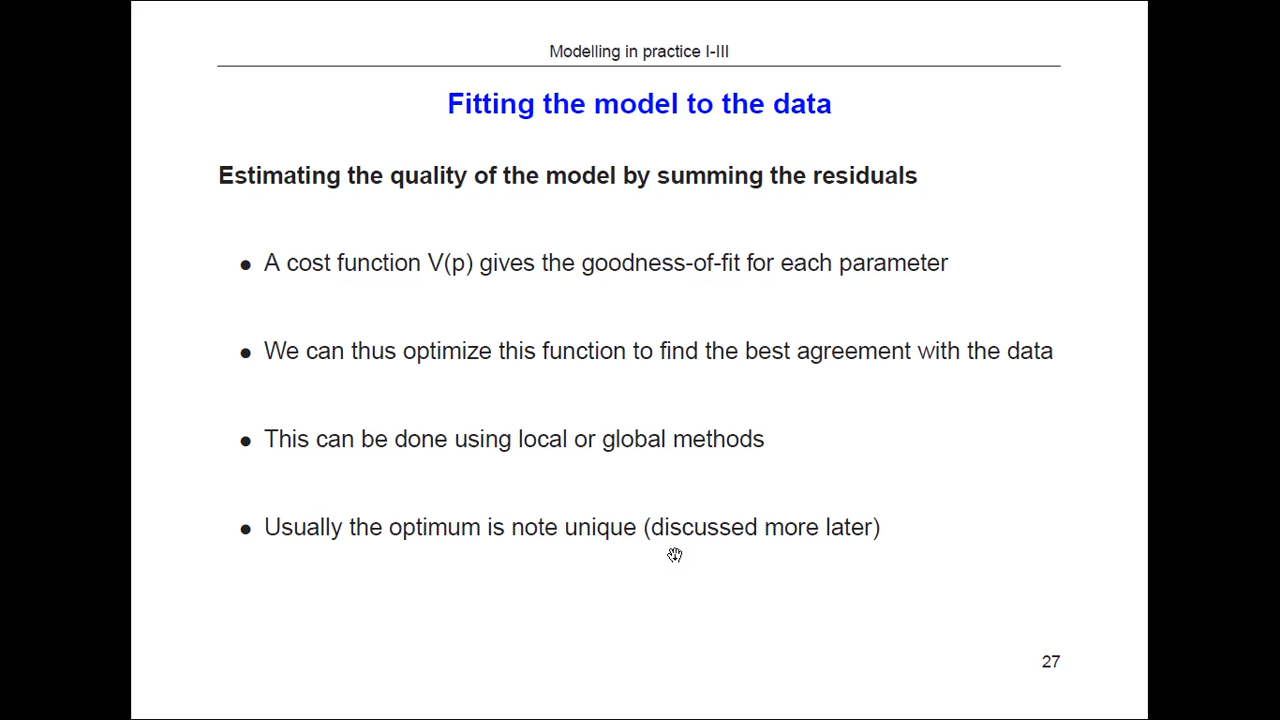 Modelling in practice I-III
Fitting the model to the data
Estimating the quality of the model by summing the residuals
● A cost function V(p) gives the goodness-of-fit for each parameter
● We can thus optimize this function to find the best agreement with the data
● This can be done using local or global methods
● Usually the optimum is note unique (discussed more later)
27